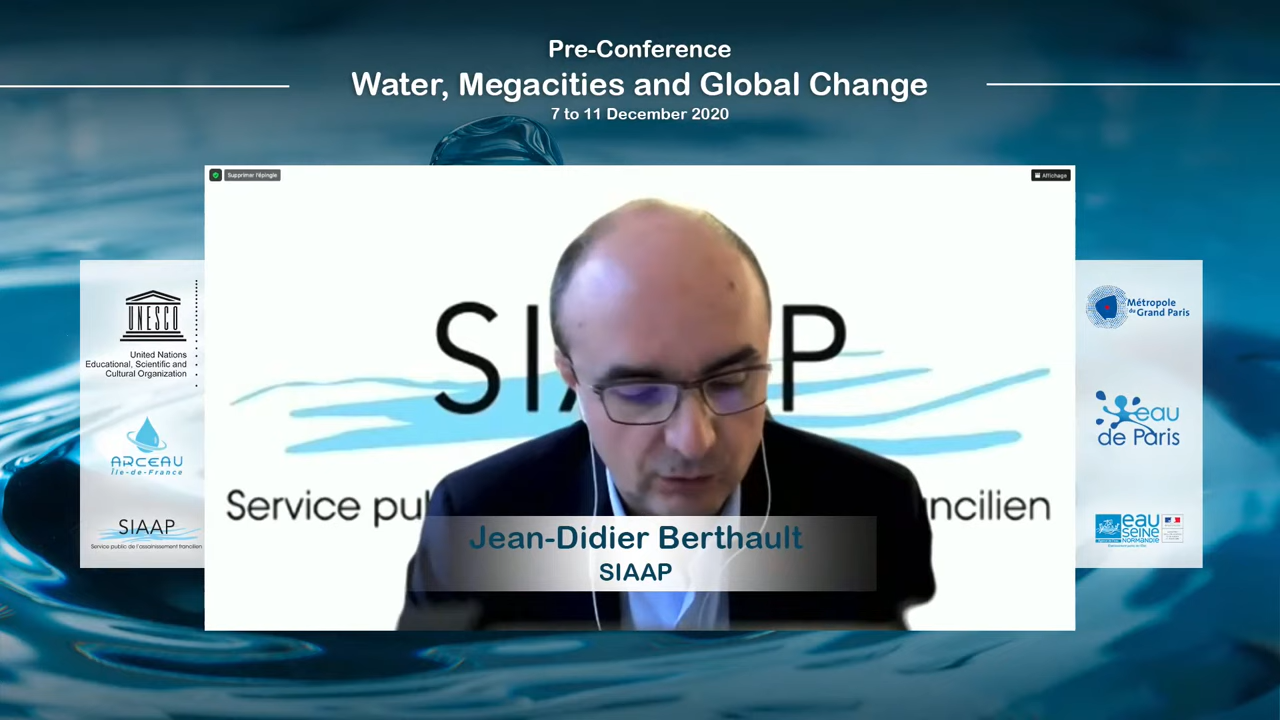 Pre-Conference
Water, Megacities and Global Change
7 to 11 December 2020
Supprimer l'épingle
Affichage
UNESCO
United Nations
Educational, Scientific and
Cultural Organization
ARCEAU
Île-de-France
SIAAP
Service public de l'assainissement francilien
SI P
Service pu ncilien
Jean-Didier Berthault
SIAAP
Métropole
du Grand Paris
eau
de Paris
eau
SEINE
NORMANDIE